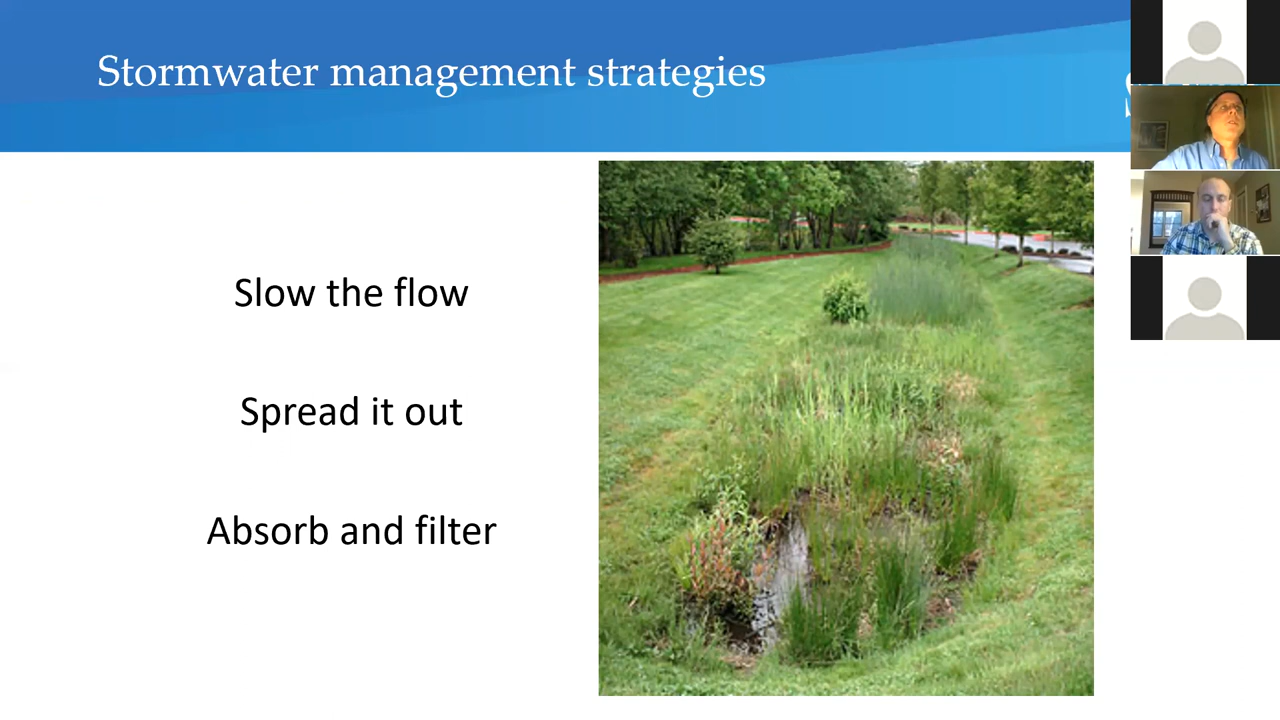 Stormwater management strategies
Slow the flow
Spread it out
Absorb and filter